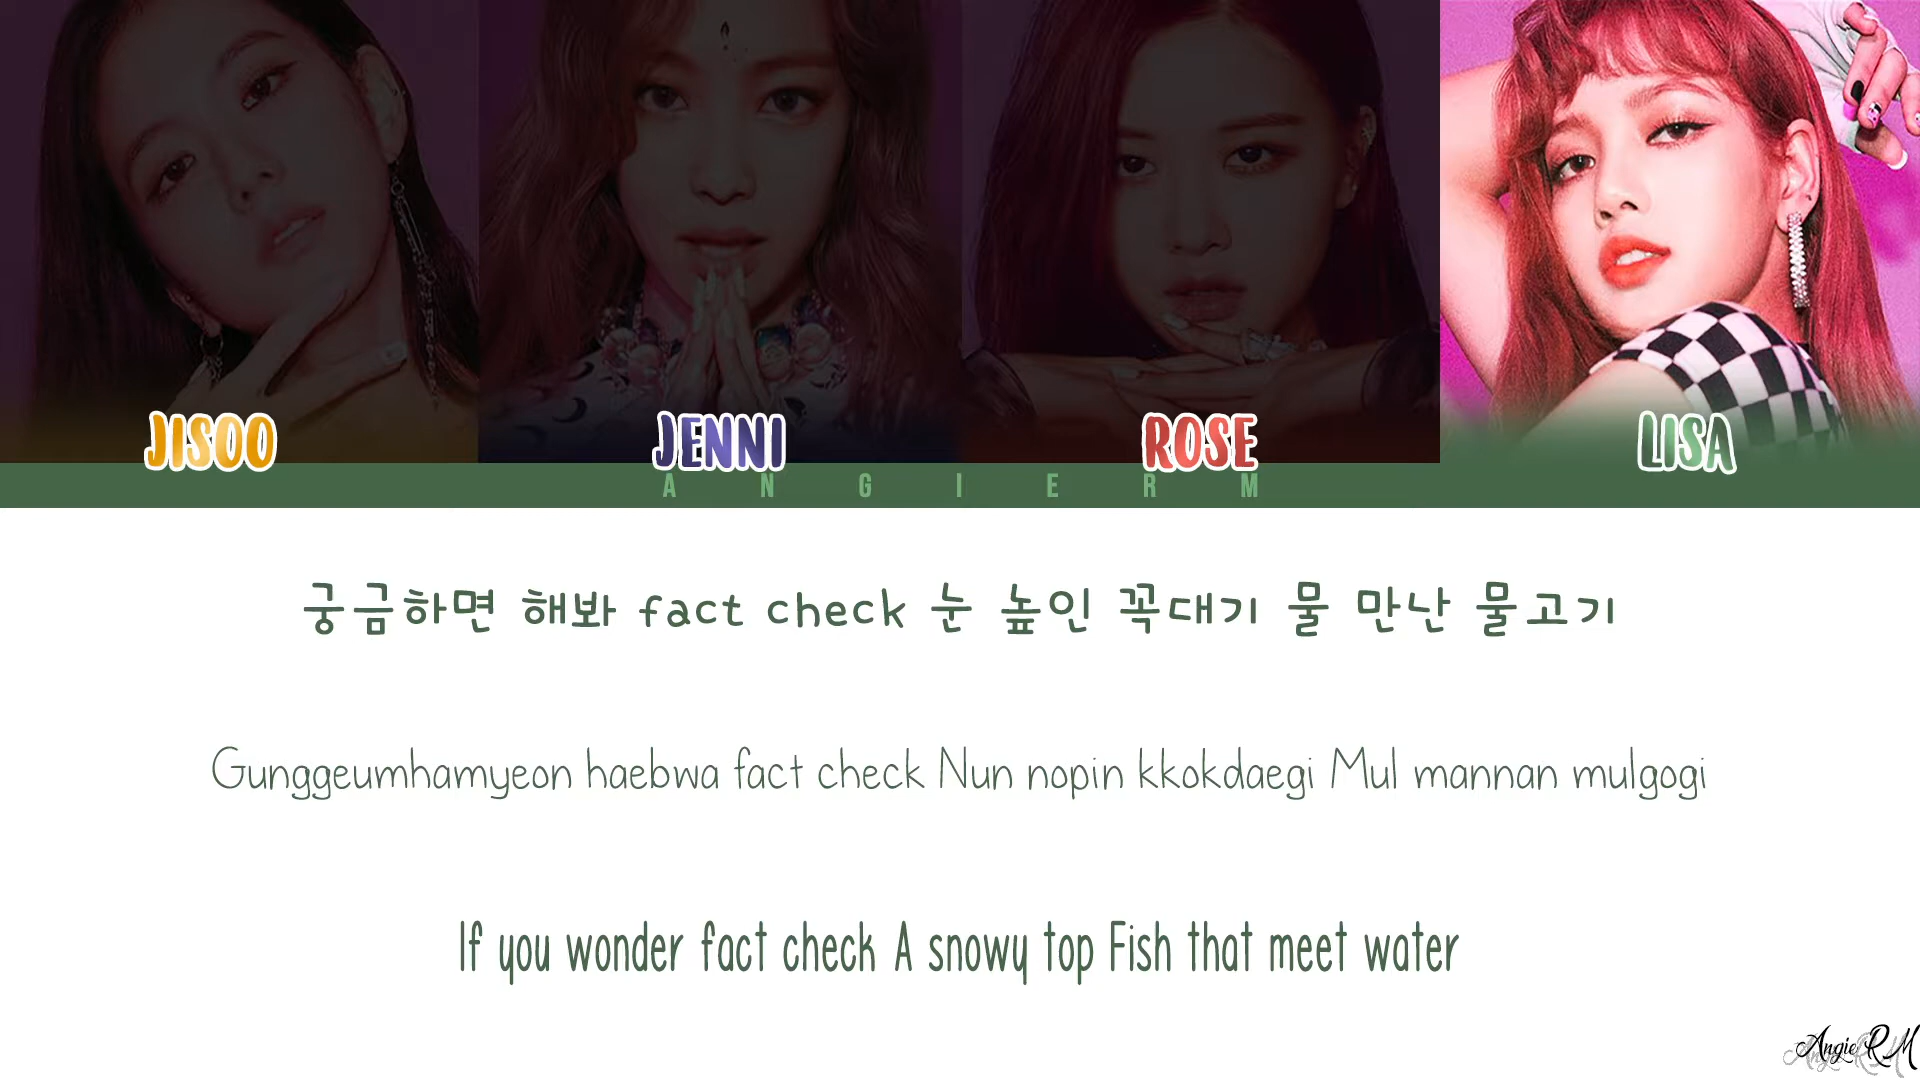 JISOO JENNI ROSE LISA
A N G I E R M
궁금하면 해봐 fact check 눈 높인 꼭대기 물 만난 물고기
Gunggeumhamyeon haebwa fact check Nun nopin kkokdaegi Mul mannan mulgogi
If you wonder fact check A snowy top Fish that meet water
Angie RM